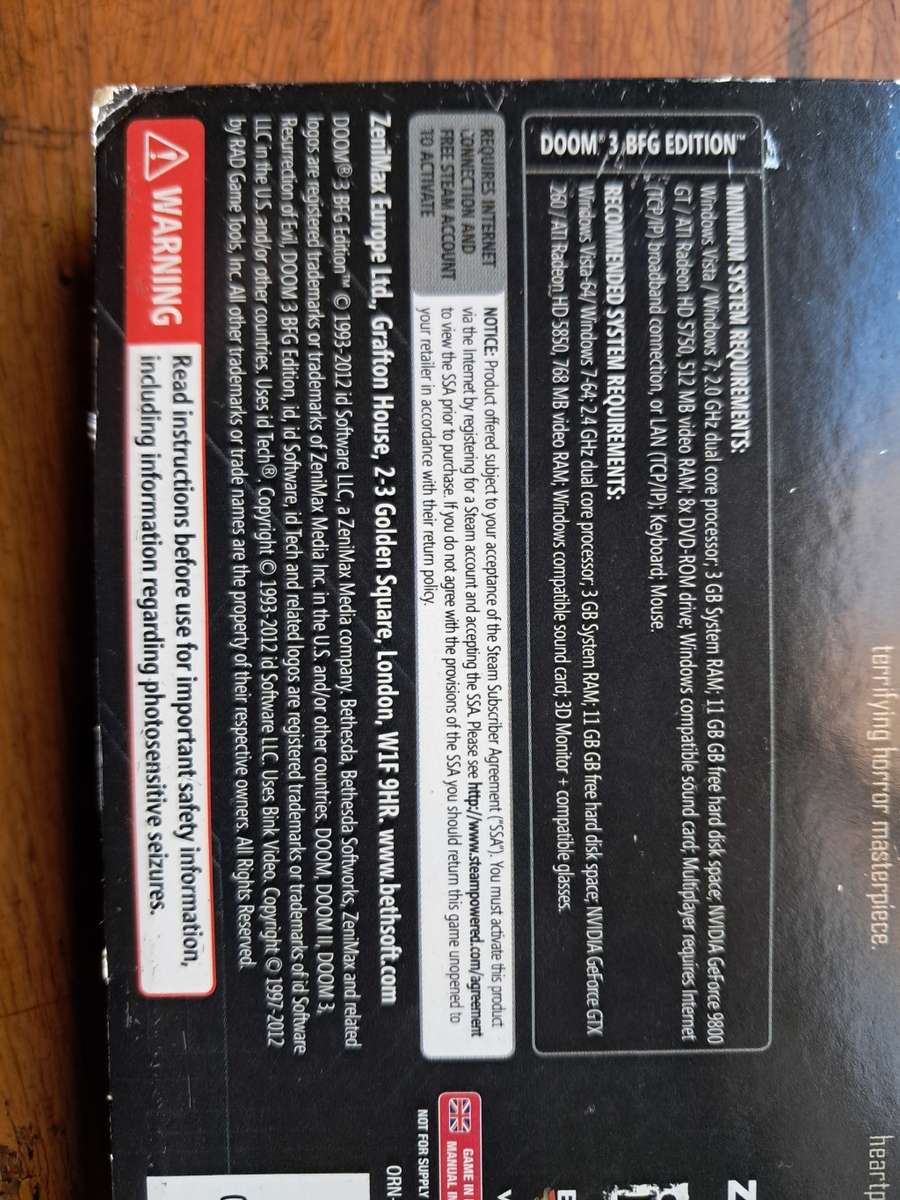 terrifying horror masterpiece.
heartr
DOOM® 3 BFG EDITION™
MINIMUM SYSTEM REQUIREMENTS:
Windows Vista / Windows 7; 2.0 GHz dual core processor; 3 GB System RAM; 11 GB GB free hard disk space; NVIDIA GeForce 9800
GT / ATI Radeon HD 5750, 512 MB video RAM; 8x DVD-ROM drive; Windows compatible sound card; Multiplayer requires Internet
(TCP/IP) broadband connection, or LAN (TCP/IP); Keyboard; Mouse.
RECOMMENDED SYSTEM REQUIREMENTS:
Windows Vista-64/ Windows 7-64; 2.4 GHz dual core processor; 3 GB System RAM; 11 GB GB free hard disk space; NVIDIA GeForce GTX
260 / ATI Radeon HD 5850, 768 MB video RAM; Windows compatible sound card; 3D Monitor + compatible glasses.
REQUIRES INTERNET
CONNECTION AND
FREE STEAM ACCOUNT
TO ACTIVATE
NOTICE: Product offered subject to your acceptance of the Steam Subscriber Agreement ("SSA"). You must activate this product
via the Internet by registering for a Steam account and accepting the SSA. Please see http://www.steampowered.com/agreement
to view the SSA prior to purchase. If you do not agree with the provisions of the SSA you should return this game unopened to
your retailer in accordance with their return policy.
ZeniMax Europe Ltd., Grafton House, 2-3 Golden Square, London, W1F 9HR. www.bethsoft.com
DOOM® 3 BFG Edition™ © 1993-2012 id Software LLC, a ZeniMax Media company. Bethesda, Bethesda Softworks, ZeniMax and related
logos are registered trademarks or trademarks of ZeniMax Media Inc. in the U.S. and/or other countries. DOOM, DOOM II, DOOM 3,
Resurrection of Evil, DOOM 3 BFG Edition, id, id Software, id Tech and related logos are registered trademarks or trademarks of id Software
LLC in the U.S. and/or other countries. Uses id Tech®. Copyright © 1993-2012 id Software LLC. Uses Bink Video. Copyright © 1997-2012
by RAD Game Tools, Inc. All other trademarks or trade names are the property of their respective owners. All Rights Reserved.
WARNING
Read instructions before use for important safety information,
including information regarding photosensitive seizures.
GAME IN
MANUAL IN
NOT FOR SUPPLY
ORN-